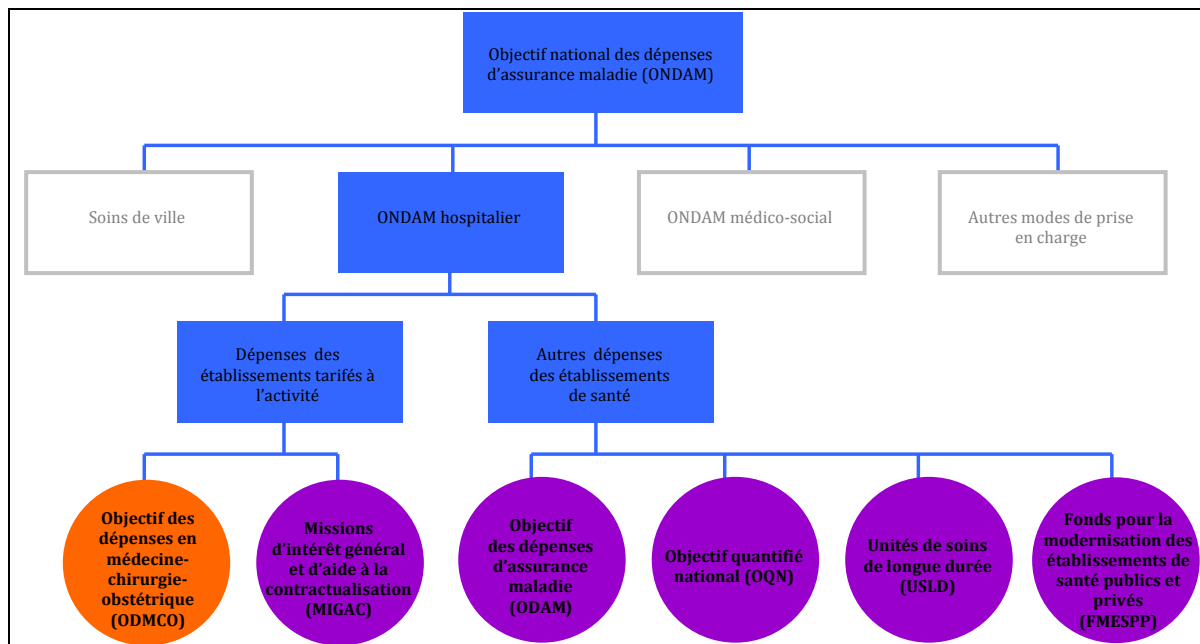 Objectif national des dépenses
d'assurance maladie (ONDAM)
Soins de ville
ONDAM hospitalier
ONDAM médico-social
Autres modes de prise
en charge
Dépenses des
établissements tarifés à
l'activité
Autres dépenses
des établissements
de santé
Objectif des
dépenses en
médecine-
chirurgie-
obstétrique
(ODMCO)
Missions
d'intérêt général
et d'aide à la
contractualisation
(MIGAC)
Objectif
des dépenses
d'assurance
maladie
(ODAM)
Objectif quantifié
national (OQN)
Unités de soins
de longue durée
(USLD)
Fonds pour la
modernisation des
établissements de
santé publics et
privés
(FMESPP)